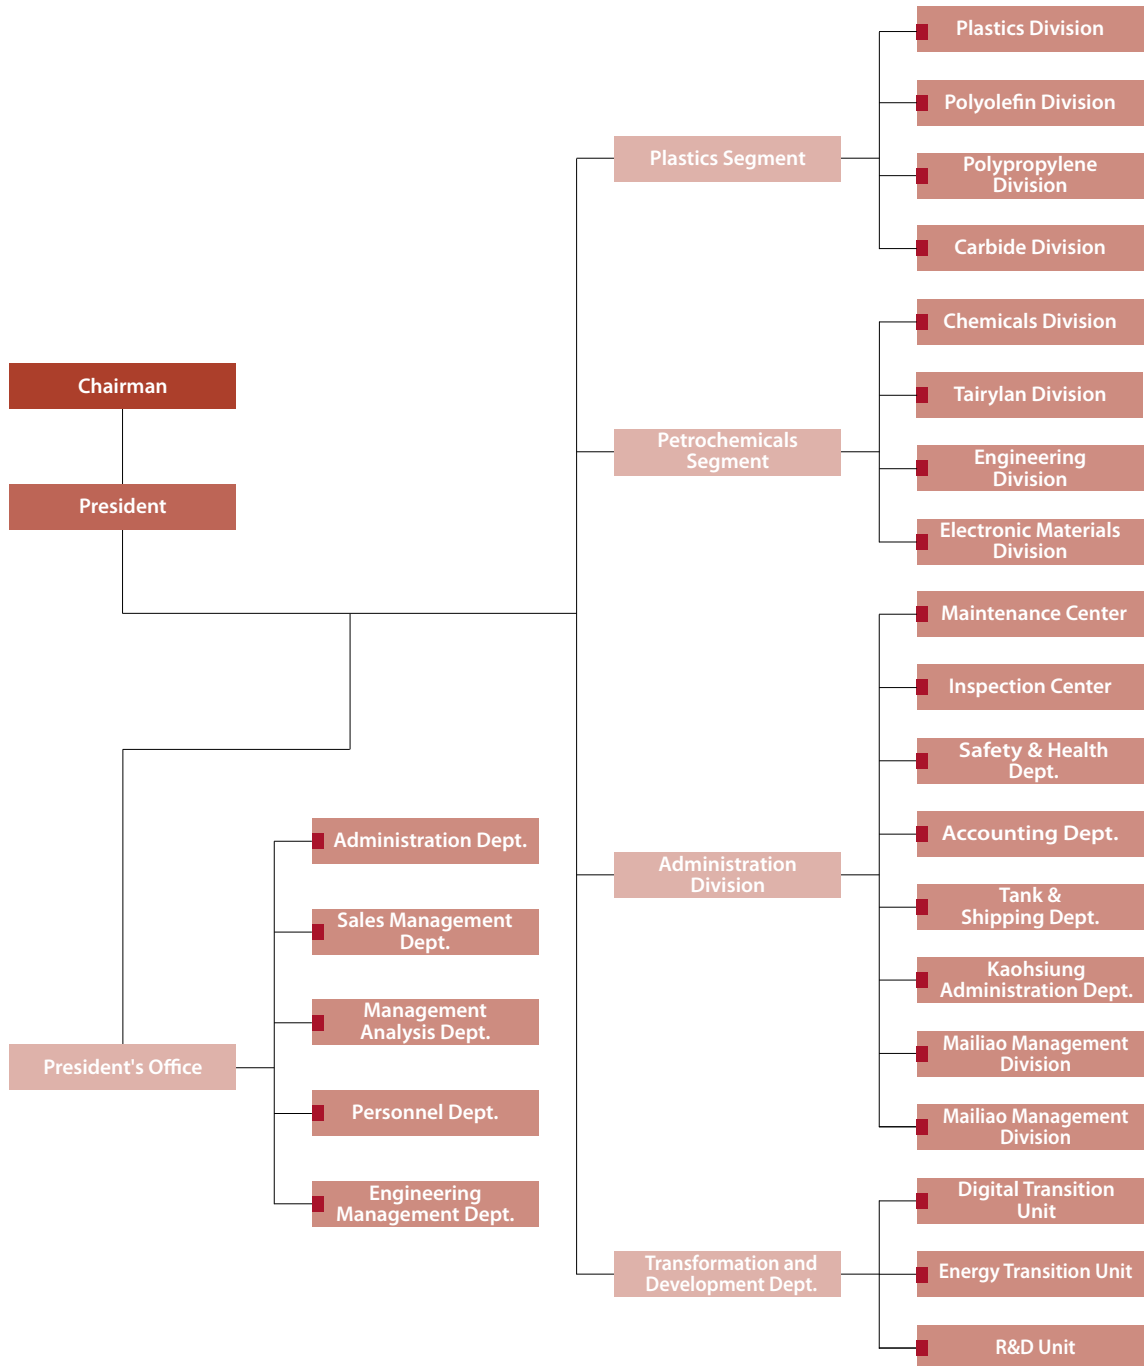 Chairman
President
President's Office
Administration Dept.
Sales Management
Dept.
Management
Analysis Dept.
Personnel Dept.
Engineering
Management Dept.
Plastics Segment
Plastics Division
Polyolefin Division
Polypropylene
Division
Carbide Division
Petrochemicals
Segment
Chemicals Division
Tairylan Division
Engineering
Division
Electronic Materials
Division
Administration
Division
Maintenance Center
Inspection Center
Safety & Health
Dept.
Accounting Dept.
Tank &
Shipping Dept.
Kaohsiung
Administration Dept.
Mailiao Management
Division
Mailiao Management
Division
Transformation and
Development Dept.
Digital Transition
Unit
Energy Transition Unit
R&D Unit